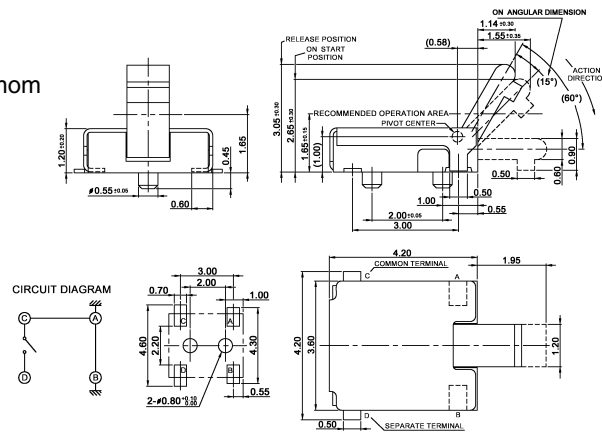 nom
ON ANGULAR DIMENSION
1.14 ±0.30
1.55 ±0.35
(0.58)
RELEASE POSITION
ON START
POSITION
ACTION
DIRECTI
(15°)
(60°)
RECOMMENDED OPERATION AREA
PIVOT CENTER
3.05 ±0.30
2.65 ±0.30
1.65 ±0.15
(1.00)
0.50
1.00
0.55
2.00 ±0.05
3.00
0.50
0.60
0.90
1.20 ±0.20
1.65
0.45
ø0.55 ±0.05
0.60
CIRCUIT DIAGRAM
C
A
D
B
3.00
2.00
0.70
1.00
C
A
D
B
4.60
2.20
4.30
0.55
2-ø0.80 +0.10 0.00
4.20
1.95
C
COMMON TERMINAL
A
4.20
3.60
1.20
D
B
0.50
SEPARATE TERMINAL